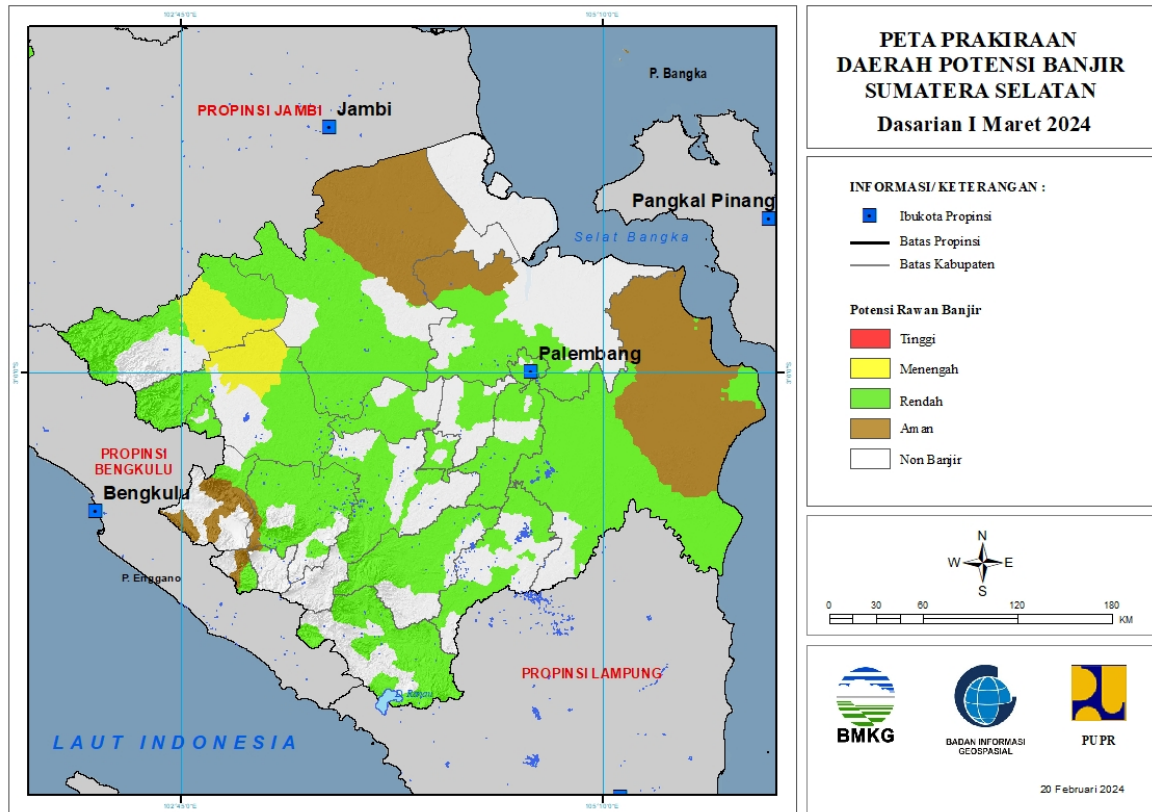 PETA PRAKIRAAN
DAERAH POTENSI BANJIR
SUMATERA SELATAN
Dasarian I Maret 2024
INFORMASI/KETERANGAN :
Ibukota Propinsi
Batas Propinsi
Batas Kabupaten
Potensi Rawan Banjir
Tinggi
Menengah
Rendah
Aman
Non Banjir
N
W E
S
0 30 60 120 180
KM
BMKG
BADAN INFORMASI
GEOSPASIAL
PUPR
20 Februari 2024
P. Bangka
PROPINSI JAMBI
Jambi
Pangkal Pinang
Selat Bangka
Palembang
PROPINSI
BENGKULU
Bengkulu
P. Enggano
PROPINSI LAMPUNG
D. Ranau
LAUT INDONESIA